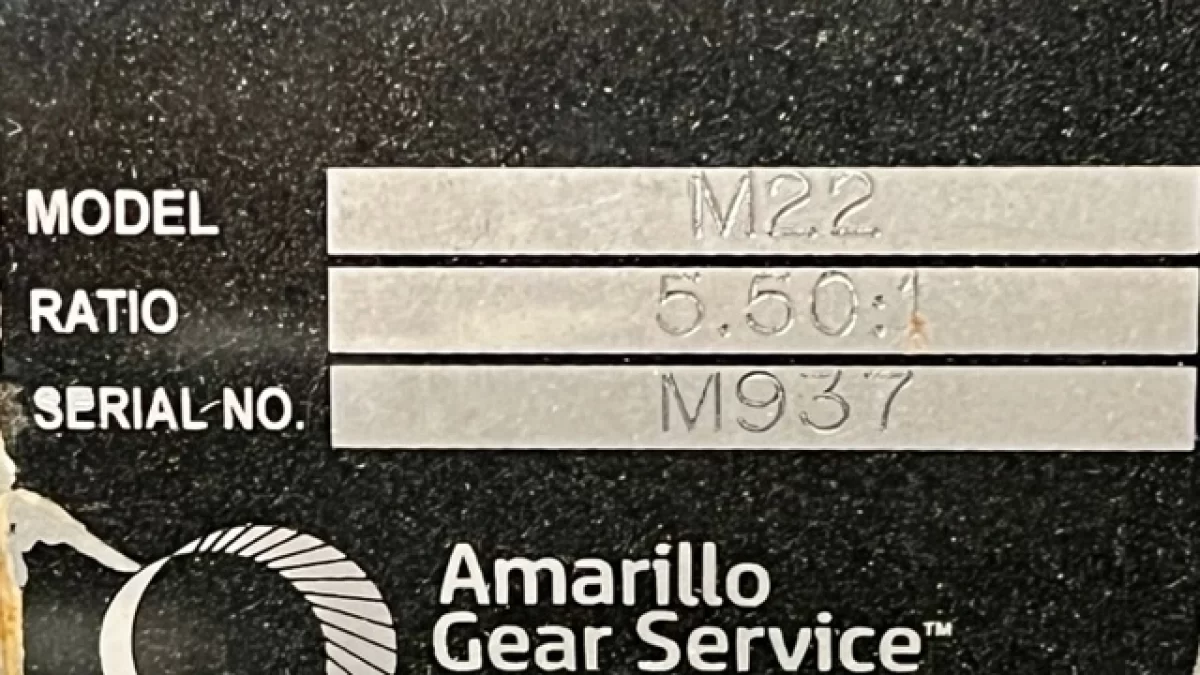 MODEL M22
RATIO 5.50:1
SERIAL NO. M937
Amarillo
Gear Service™